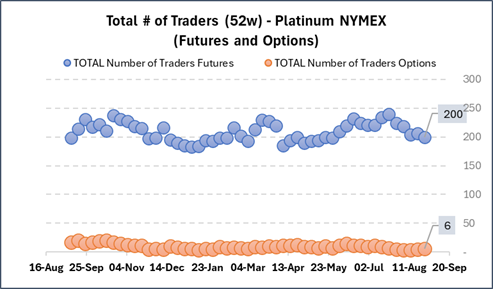 Total # of Traders (52w) - Platinum NYMEX
(Futures and Options)
TOTAL Number of Traders Futures TOTAL Number of Traders Options
300
250
200
200
150
100
50
6
-
16-Aug 25-Sep 04-Nov 14-Dec 23-Jan 04-Mar 13-Apr 23-May 02-Jul 11-Aug 20-Sep